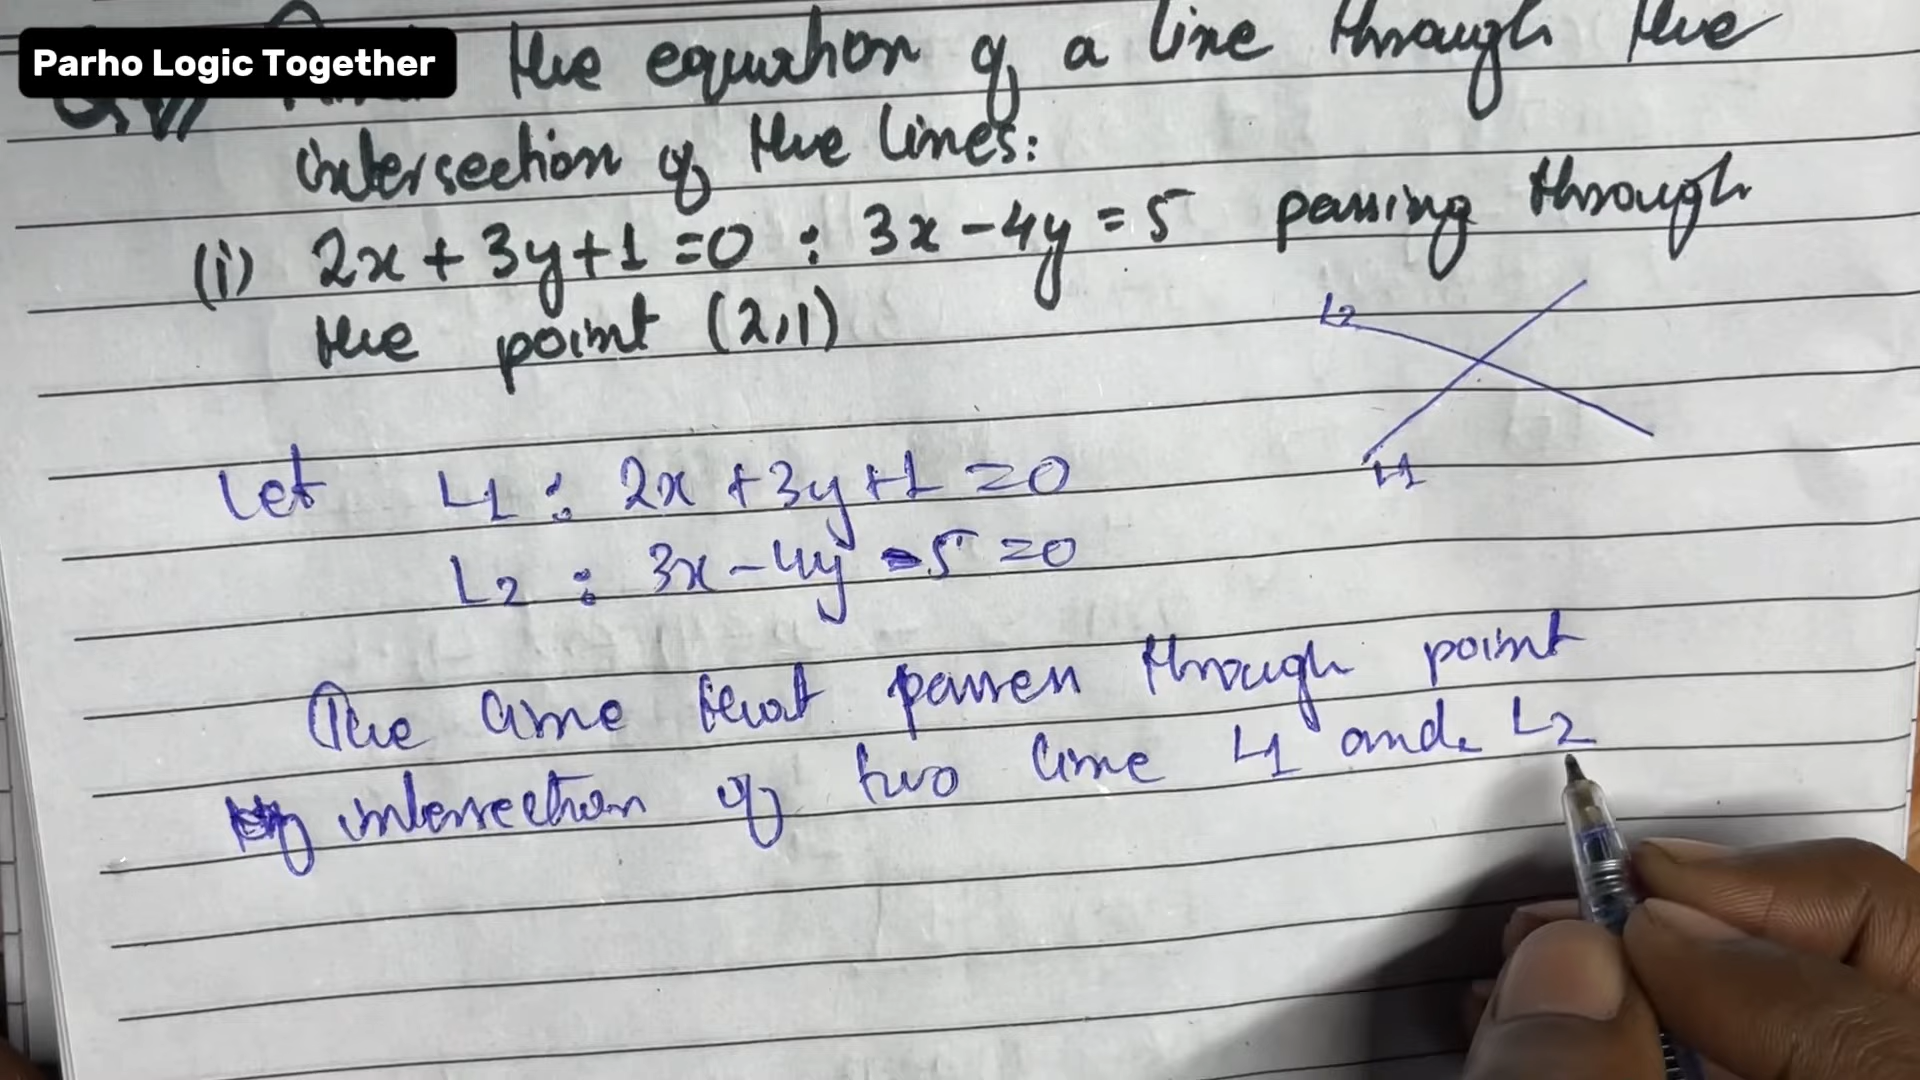 Parho Logic Together
the equation of a line through the
intersection of the lines:
(i) 2x + 3y + 1 = 0 : 3x - 4y = 5 passing through
the point (2,1)
L2
L1
Let L1 : 2x + 3y + 1 = 0
L2 : 3x - 4y - 5 = 0
The line that passes through point
intersection of two line L1 and L2